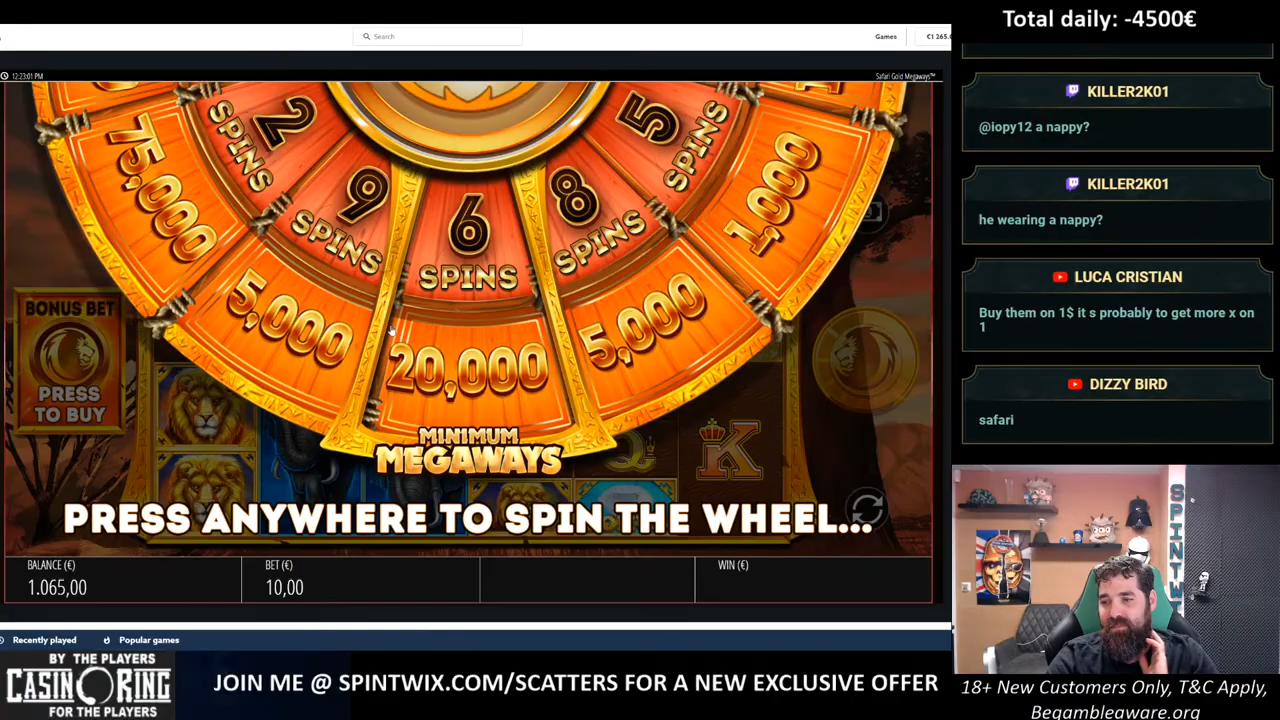 Total daily: -4500€
Search
Games
€1 265.0
12:23:01 PM
Safari Gold Megaways™
2 SPINS
9 SPINS
6 SPINS
8 SPINS
5 SPINS
75,000
5,000
20,000
5,000
1,000
MINIMUM
MEGAWAYS
BONUS BET
PRESS
TO BUY
Q
K
PRESS ANYWHERE TO SPIN THE WHEEL...
BALANCE (€)
1.065,00
BET (€)
10,00
WIN (€)
Recently played
Popular games
KILLER2K01
@iopy12 a nappy?
KILLER2K01
he wearing a nappy?
LUCA CRISTIAN
Buy them on 1$ it s probably to get more x on
1
DIZZY BIRD
safari
SPINTW
BY THE PLAYERS
CASINO RING
FOR THE PLAYERS
JOIN ME @ SPINTWIX.COM/SCATTERS FOR A NEW EXCLUSIVE OFFER
18+ New Customers Only, T&C Apply,
Begambleaware.org